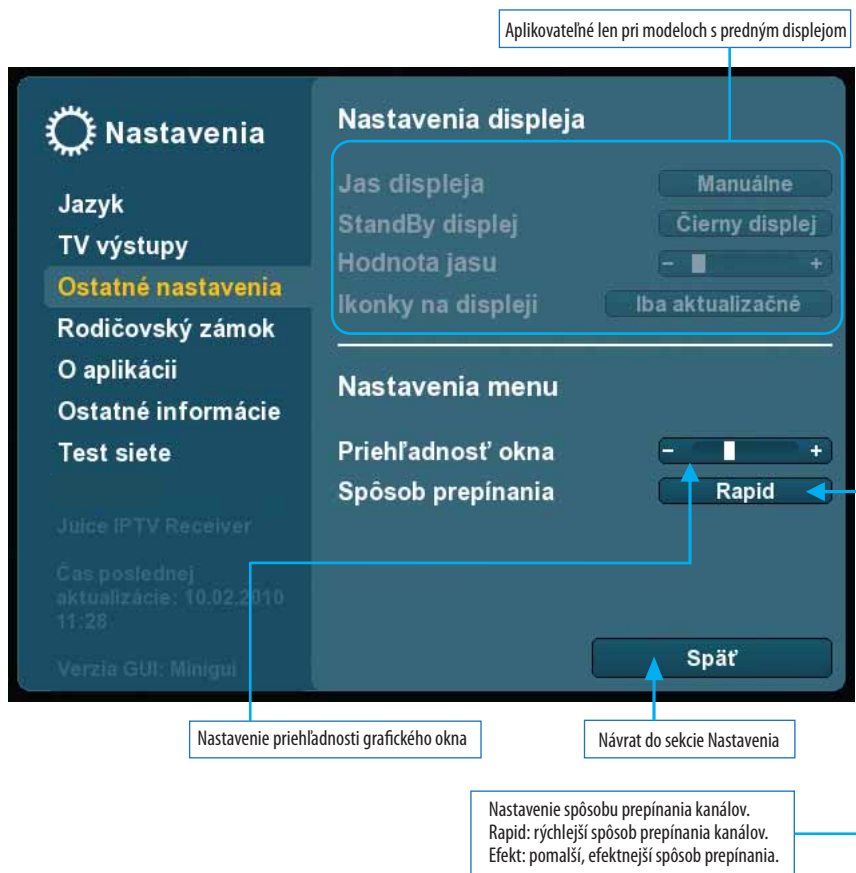 Aplikovateľné len pri modeloch s predným displejom
Nastavenia
Jazyk
TV výstupy
Ostatné nastavenia
Rodičovský zámok
O aplikácii
Ostatné informácie
Test siete
Juice IPTV Receiver
Čas poslednej
aktualizácie: 10.02.2010
11:28
Verzia GUI: Minigui
Nastavenia displeja
Jas displeja Manuálne
StandBy displej Čierny displej
Hodnota jasu - +
Ikonky na displeji Iba aktualizačné
Nastavenia menu
Priehľadnosť okna - +
Spôsob prepínania Rapid
Späť
Nastavenie priehľadnosti grafického okna
Návrat do sekcie Nastavenia
Nastavenie spôsobu prepínania kanálov.
Rapid: rýchlejší spôsob prepínania kanálov.
Efekt: pomalší, efektnejší spôsob prepínania.